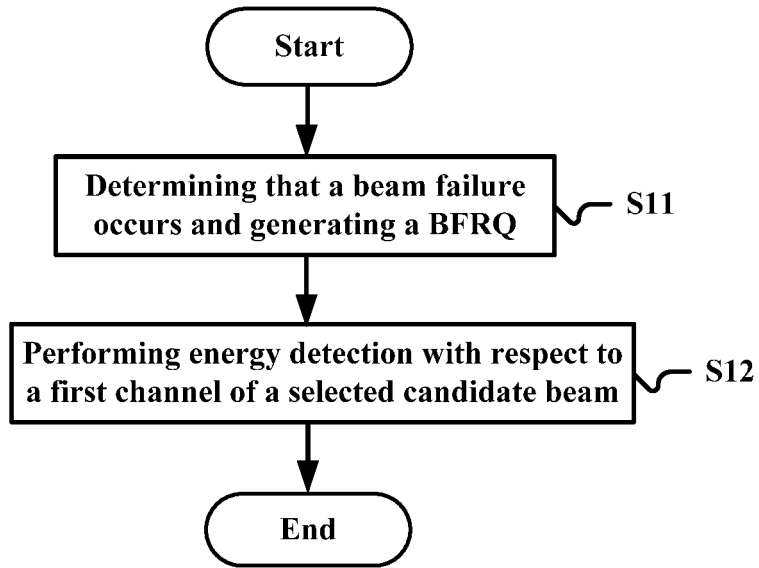 Start
Determining that a beam failure
occurs and generating a BFRQ
S11
Performing energy detection with respect to
a first channel of a selected candidate beam
S12
End